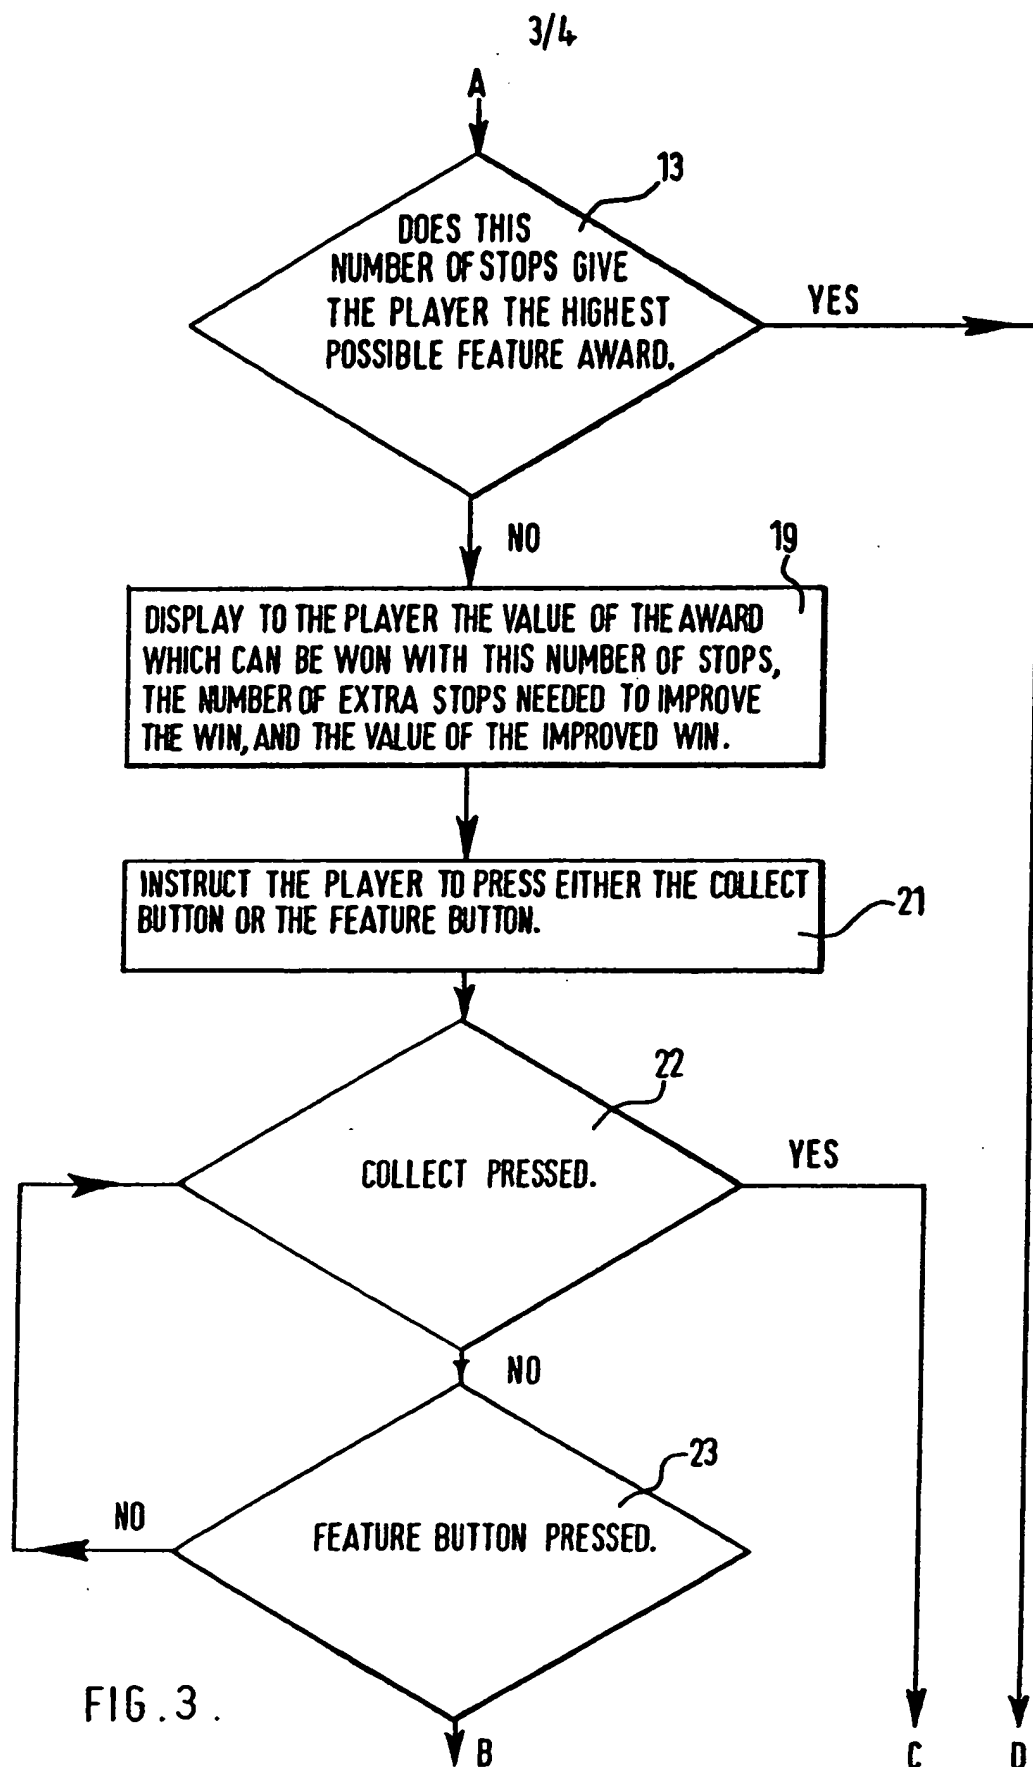 3/4
A
13
DOES THIS
NUMBER OF STOPS GIVE
THE PLAYER THE HIGHEST
POSSIBLE FEATURE AWARD.
YES
NO
19
DISPLAY TO THE PLAYER THE VALUE OF THE AWARD
WHICH CAN BE WON WITH THIS NUMBER OF STOPS,
THE NUMBER OF EXTRA STOPS NEEDED TO IMPROVE
THE WIN, AND THE VALUE OF THE IMPROVED WIN.
INSTRUCT THE PLAYER TO PRESS EITHER THE COLLECT
BUTTON OR THE FEATURE BUTTON.
21
22
COLLECT PRESSED.
YES
NO
23
FEATURE BUTTON PRESSED.
NO
FIG.3.
B
C
D